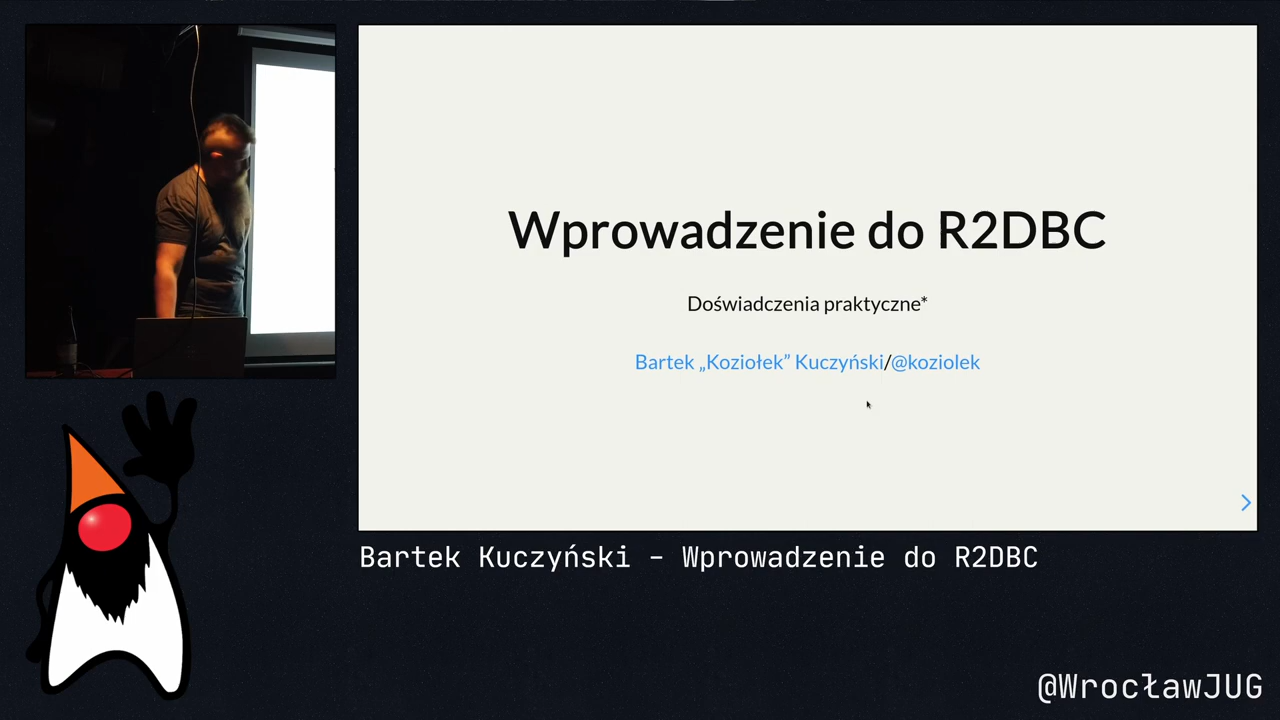 Wprowadzenie do R2DBC
Doświadczenia praktyczne*
Bartek „Koziołek” Kuczyński/@koziolek
Bartek Kuczyński – Wprowadzenie do R2DBC
@WrocławJUG